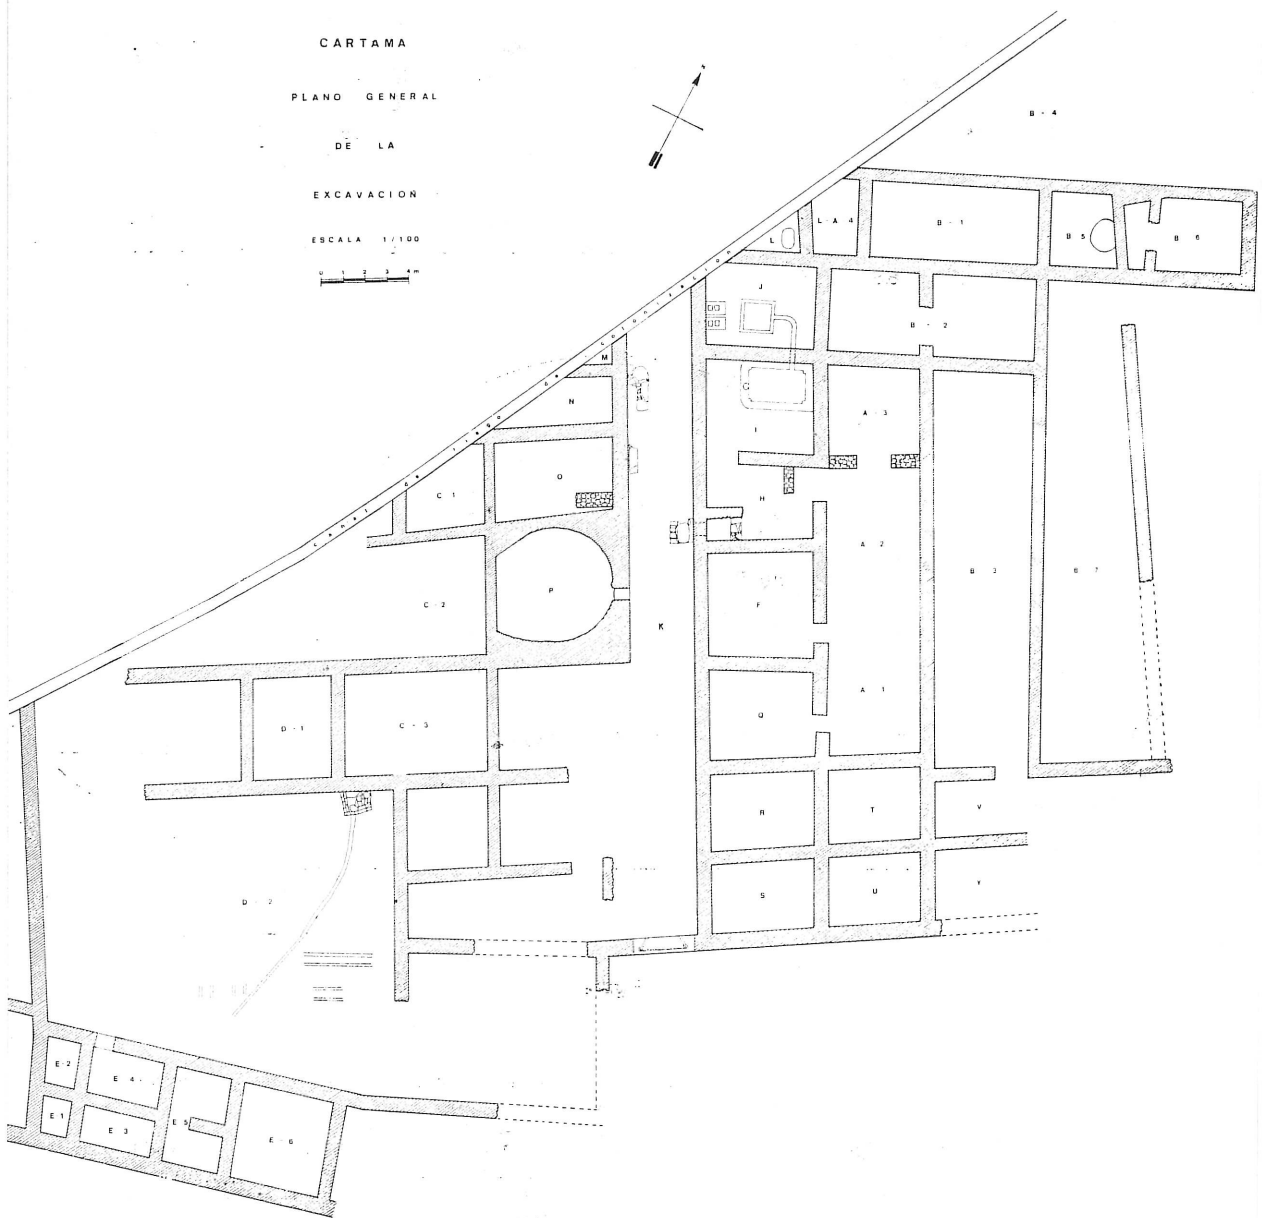 CARTAMA
PLANO GENERAL
DE LA
EXCAVACION
ESCALA 1/100
0 1 2 3 4 m
B - 4
L - A 4
B - 1
B 5
B 6
L
J
B - 2
M
N
A - 3
I
O
C 1
H
A 2
B 3
B 7
P
F
C - 2
K
A 1
Q
D - 1
C - 3
R
T
V
S
U
Y
D - 2
E - 2
E 4
E 1
E 3
E 5
E - 6